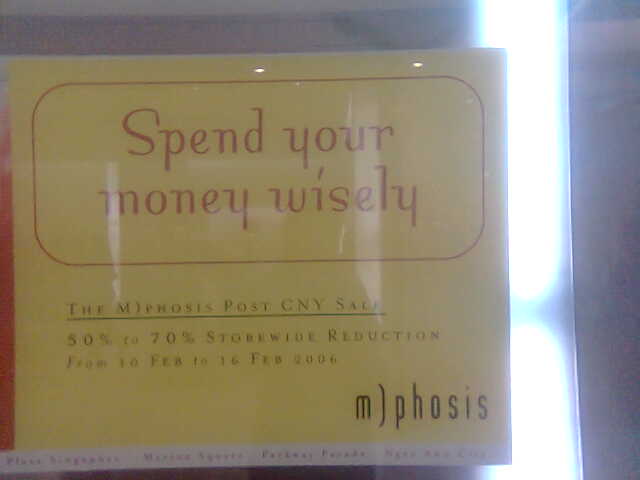 Spend your
money wisely
THE M)PHOSIS POST CNY SALE
50% to 70% STOREWIDE REDUCTION
From 10 FEB to 16 FEB 2006
m)phosis
Plaza Singapura Marina Square Parkway Parade Ngee Ann City